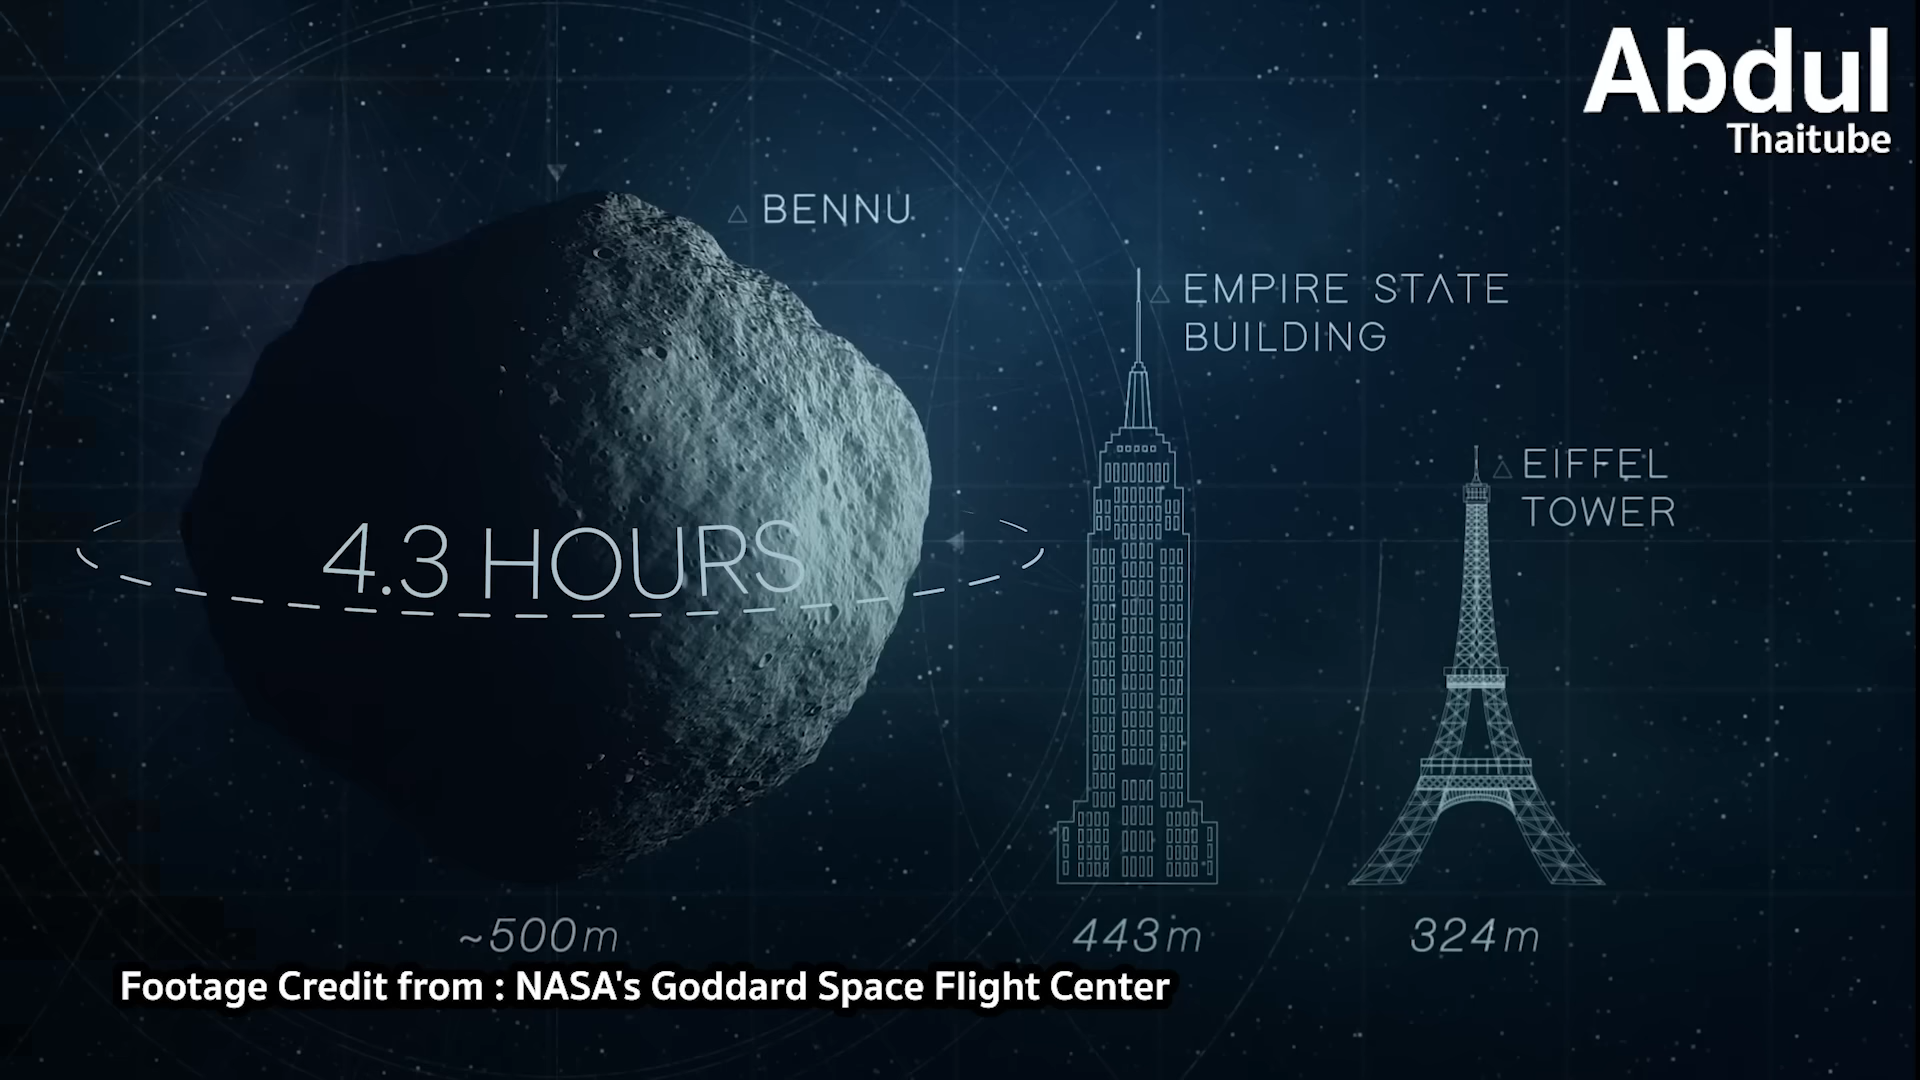 Abdul
Thaitube
BENNU
EMPIRE STATE
BUILDING
EIFFEL
TOWER
4.3 HOURS
~500m
443m
324m
Footage Credit from : NASA's Goddard Space Flight Center